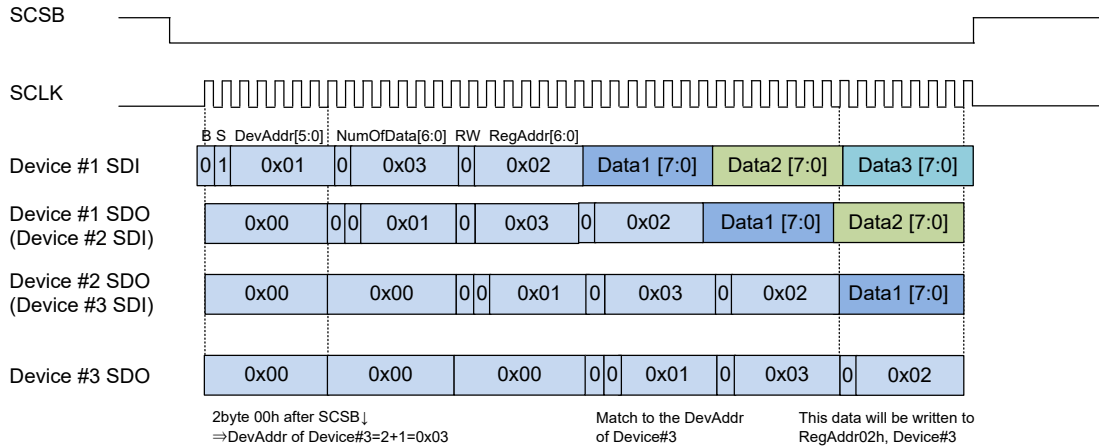 SCSB
SCLK
B S DevAddr[5:0] NumOfData[6:0] RW RegAddr[6:0]
Device #1 SDI 0 1 0x01 0 0x03 0 0x02 Data1 [7:0] Data2 [7:0] Data3 [7:0]
Device #1 SDO
(Device #2 SDI)
0x00 0 0 0x01 0 0x03 0 0x02 Data1 [7:0] Data2 [7:0]
Device #2 SDO
(Device #3 SDI)
0x00 0x00 0 0 0x01 0 0x03 0 0x02 Data1 [7:0]
Device #3 SDO 0x00 0x00 0x00 0 0 0x01 0 0x03 0 0x02
2byte 00h after SCSB↓
⇒DevAddr of Device#3=2+1=0x03
Match to the DevAddr
of Device#3
This data will be written to
RegAddr02h, Device#3